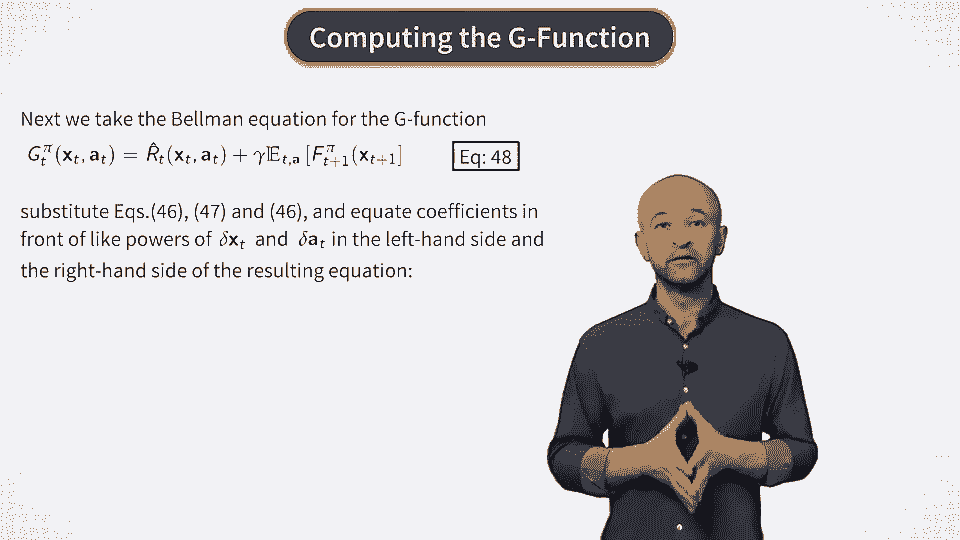 Computing the G-Function
Next we take the Bellman equation for the G-function
$G_t^{\pi}(\mathbf{x}_t, \mathbf{a}_t) = \hat{R}_t(\mathbf{x}_t, \mathbf{a}_t) + \gamma \mathbb{E}_{t,\mathbf{a}} [F_{t+1}^{\pi}(\mathbf{x}_{t+1}]$ Eq: 48
substitute Eqs.(46), (47) and (46), and equate coefficients in
front of like powers of $\delta\mathbf{x}_t$ and $\delta\mathbf{a}_t$ in the left-hand side and
the right-hand side of the resulting equation: